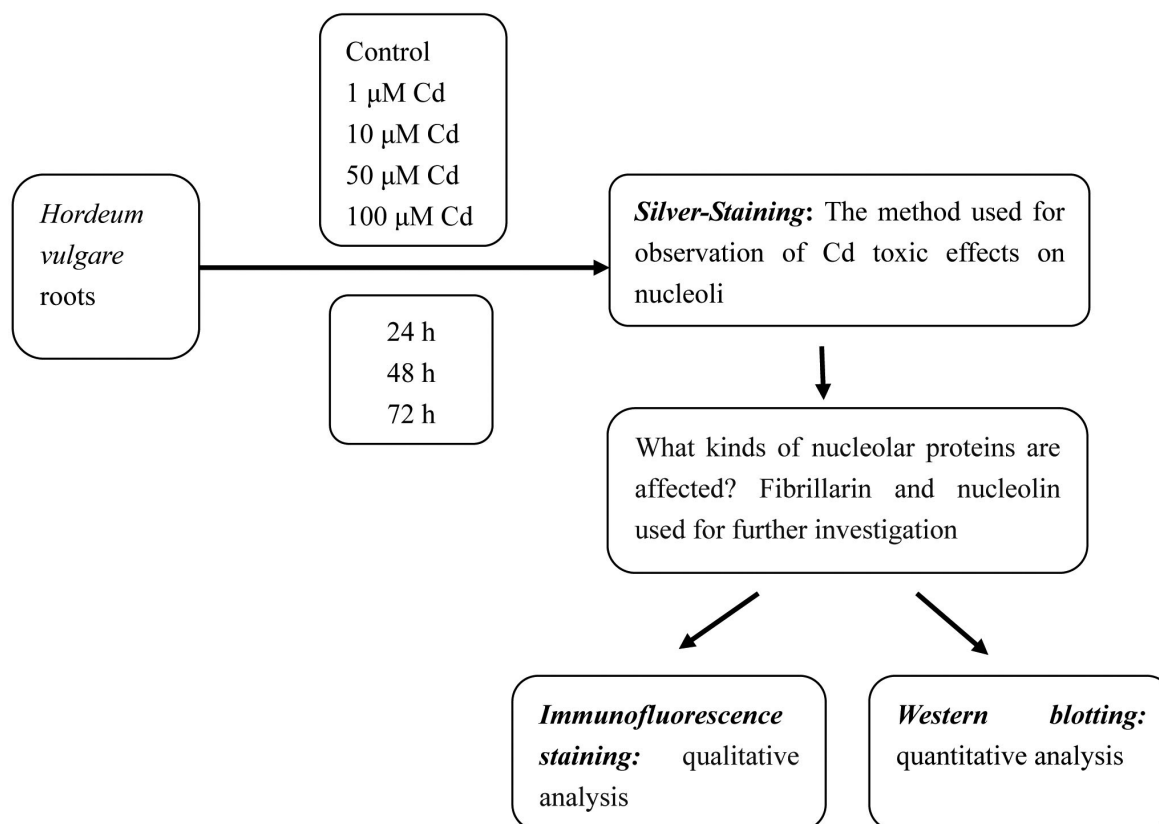 Control
1 μM Cd
10 μM Cd
50 μM Cd
100 μM Cd
Hordeum
vulgare
roots
24 h
48 h
72 h
Silver-Staining: The method used for
observation of Cd toxic effects on
nucleoli
What kinds of nucleolar proteins are
affected? Fibrillarin and nucleolin
used for further investigation
Immunofluorescence
staining: qualitative
analysis
Western blotting:
quantitative analysis